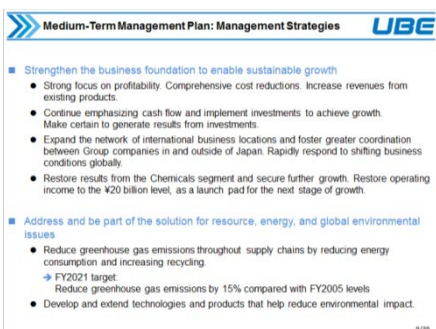 Medium-Term Management Plan: Management Strategies
UBE
Strengthen the business foundation to enable sustainable growth
Strong focus on profitability. Comprehensive cost reductions. Increase revenues from
existing products.
Continue emphasizing cash flow and implement investments to achieve growth.
Make certain to generate results from investments.
Expand the network of international business locations and foster greater coordination
between Group companies in and outside of Japan. Rapidly respond to shifting business
conditions globally.
Restore results from the Chemicals segment and secure further growth. Restore operating
income to the ¥20 billion level, as a launch pad for the next stage of growth.
Address and be part of the solution for resource, energy, and global environmental
issues
Reduce greenhouse gas emissions throughout supply chains by reducing energy
consumption and increasing recycling.
FY2021 target:
Reduce greenhouse gas emissions by 15% compared with FY2005 levels
Develop and extend technologies and products that help reduce environmental impact.